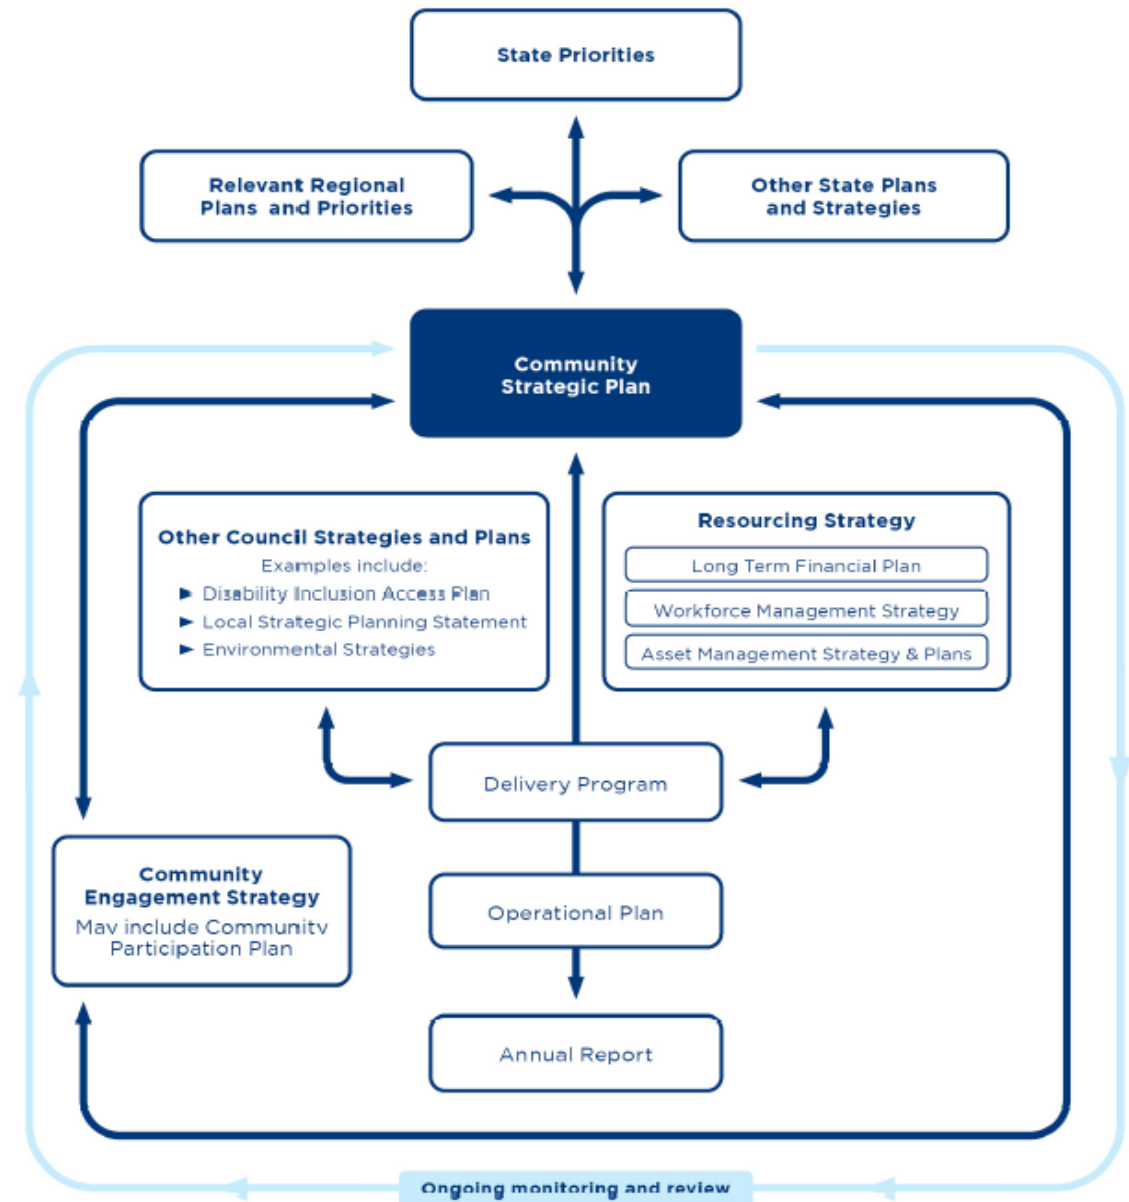 State Priorities
Relevant Regional
Plans and Priorities
Other State Plans
and Strategies
Community
Strategic Plan
Other Council Strategies and Plans
Examples include:
► Disability Inclusion Access Plan
► Local Strategic Planning Statement
► Environmental Strategies
Resourcing Strategy
Long Term Financial Plan
Workforce Management Strategy
Asset Management Strategy & Plans
Delivery Program
Community
Engagement Strategy
May include Community
Participation Plan
Operational Plan
Annual Report
Ongoing monitoring and review